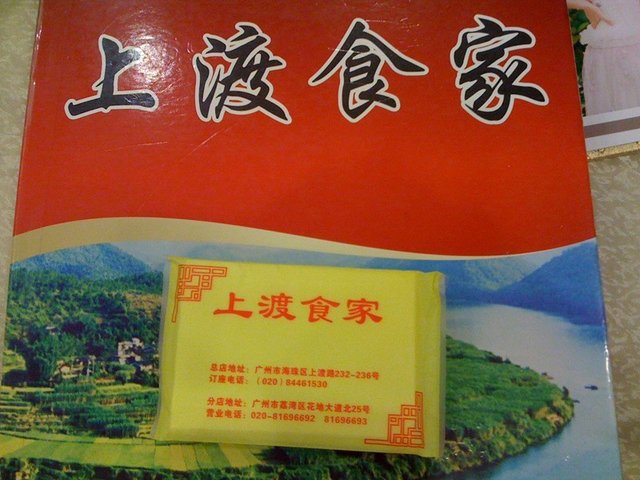 上渡食家
上渡食家
总店地址：广州市海珠区上渡路232-236号
订座电话：（020）84461530
分店地址：广州市荔湾区花地大道北25号
营业电话：020-81696692 81696693